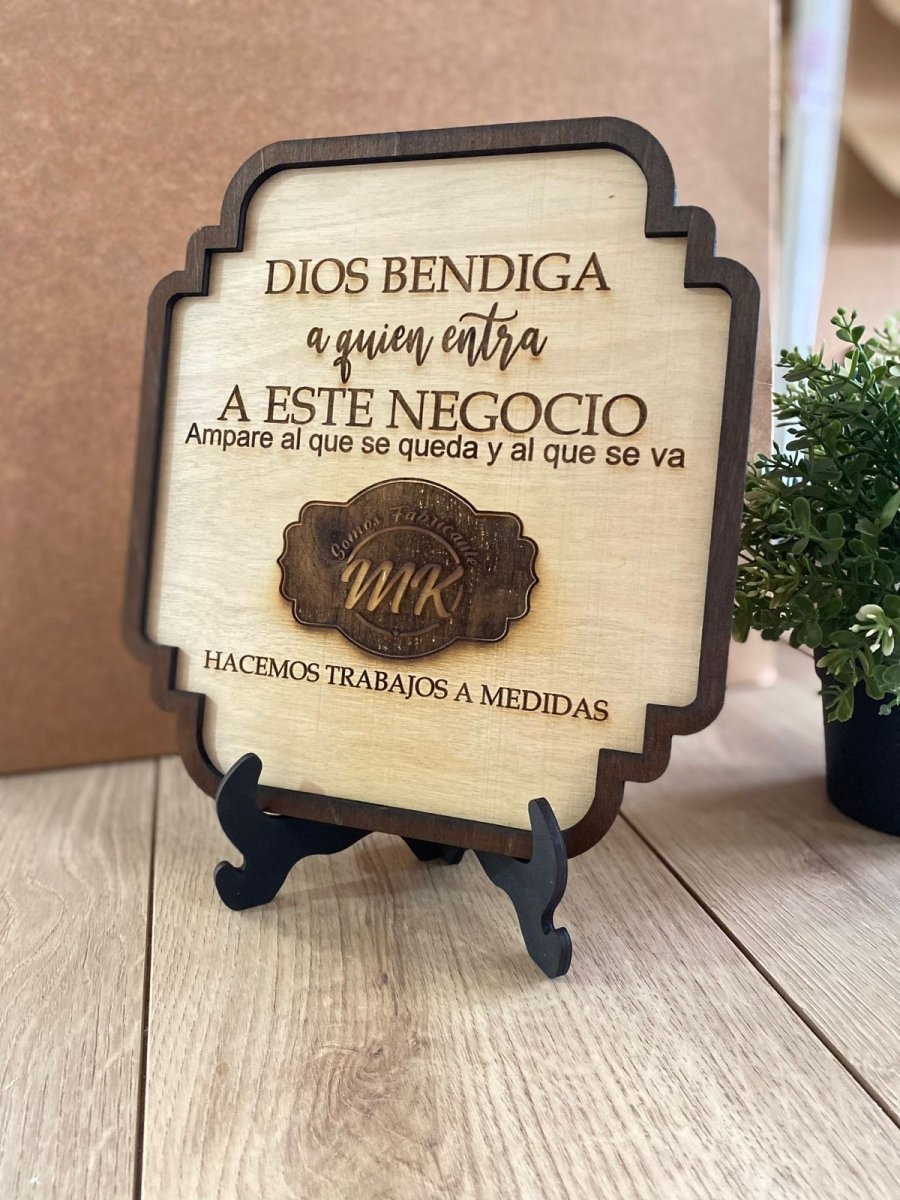 DIOS BENDIGA
a quien entra
A ESTE NEGOCIO
Ampare al que se queda y al que se va
Somos Fabricante
MK
HACEMOS TRABAJOS A MEDIDAS